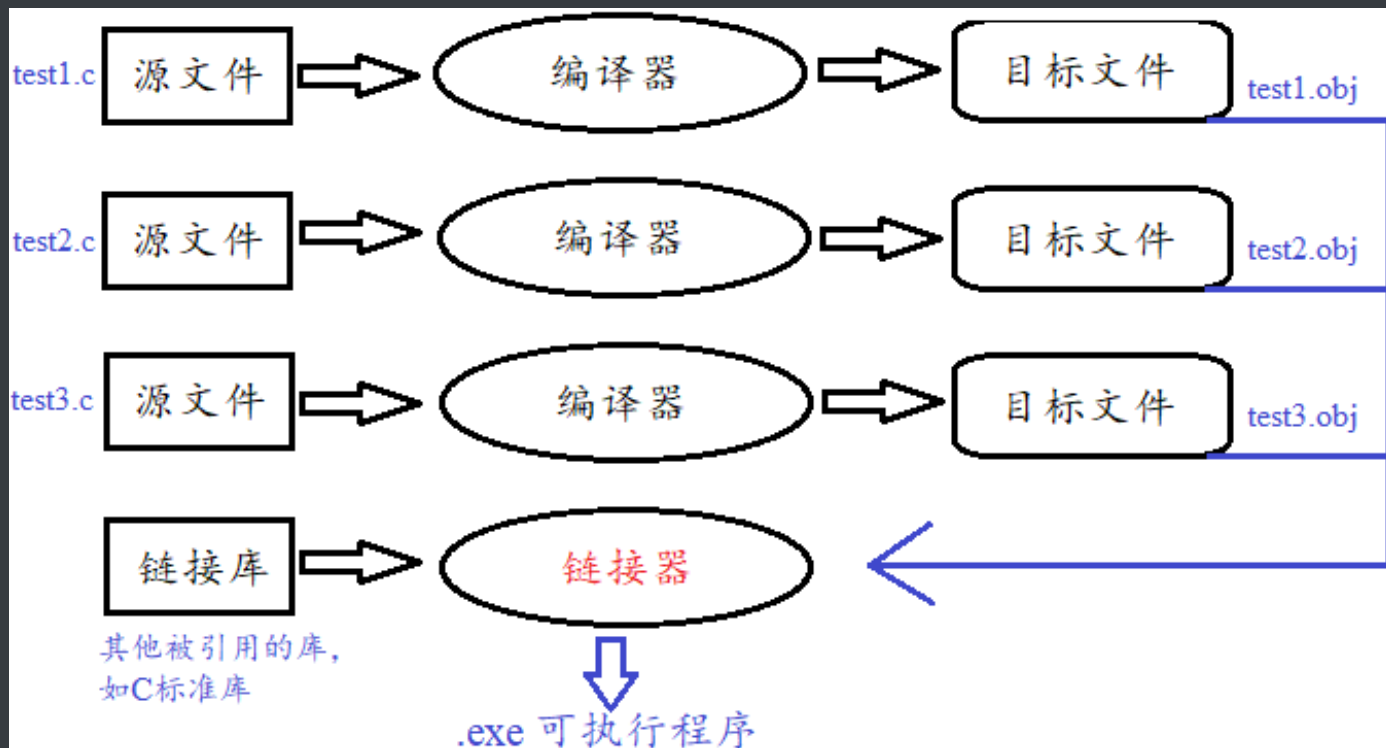 test1.c 源文件 编译器 目标文件 test1.obj
test2.c 源文件 编译器 目标文件 test2.obj
test3.c 源文件 编译器 目标文件 test3.obj
链接库 链接器
其他被引用的库，
如C标准库
.exe 可执行程序